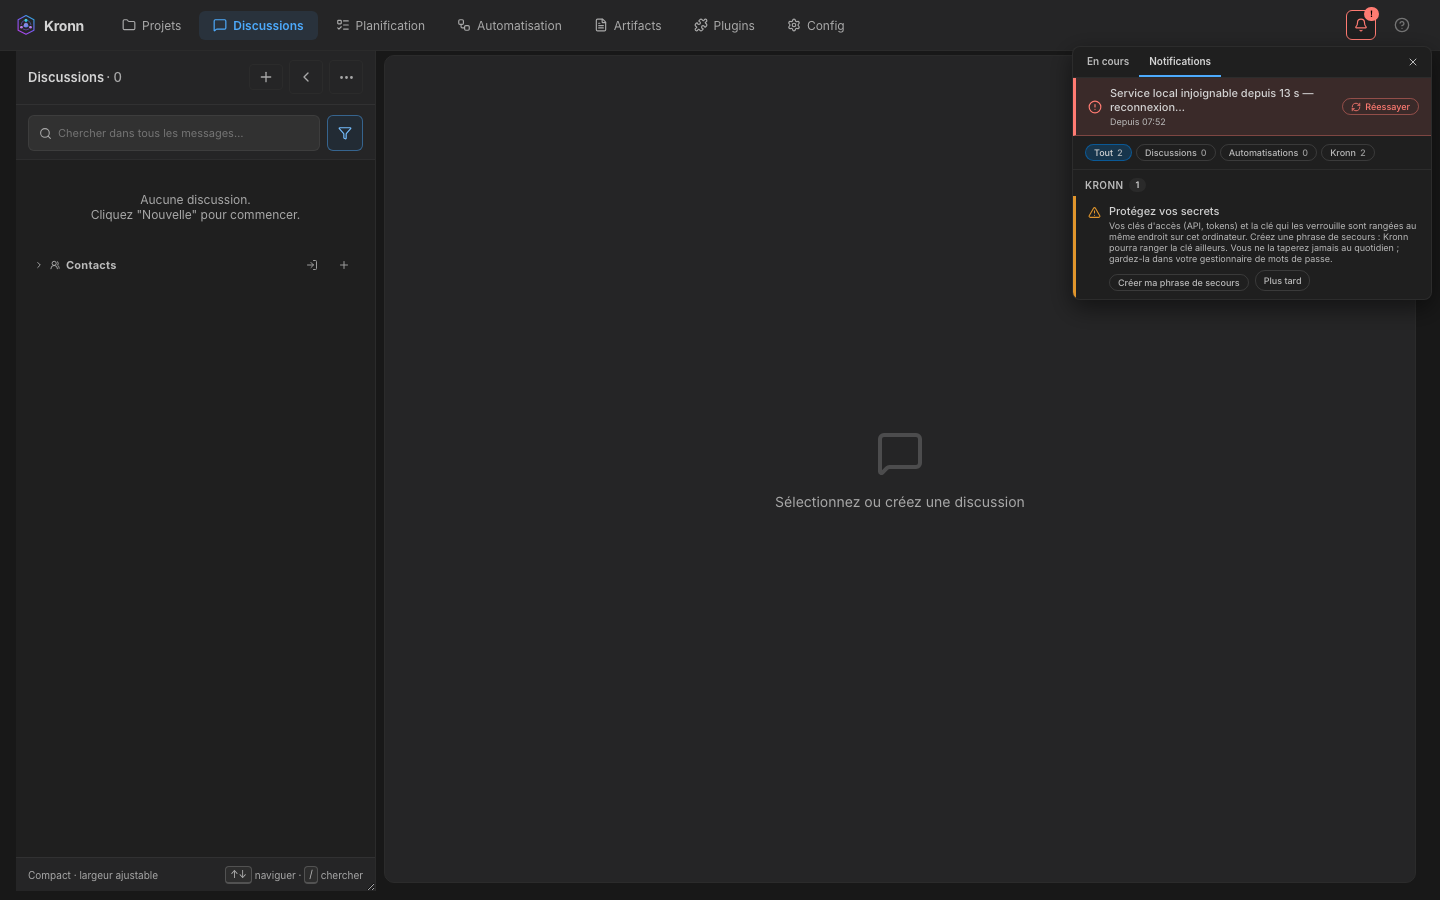 Kronn
Projets
Discussions
Planification
Automatisation
Artifacts
Plugins
Config
!
Discussions · 0
Chercher dans tous les messages...
Aucune discussion.
Cliquez "Nouvelle" pour commencer.
Contacts
Compact · largeur ajustable
↑↓ naviguer · / chercher
Sélectionnez ou créez une discussion
En cours
Notifications
Service local injoignable depuis 13 s —
reconnexion...
Depuis 07:52
Réessayer
Tout 2
Discussions 0
Automatisations 0
Kronn 2
KRONN 1
Protégez vos secrets
Vos clés d'accès (API, tokens) et la clé qui les verrouille sont rangées au
même endroit sur cet ordinateur. Créez une phrase de secours : Kronn
pourra ranger la clé ailleurs. Vous ne la taperez jamais au quotidien ;
gardez-la dans votre gestionnaire de mots de passe.
Créer ma phrase de secours
Plus tard